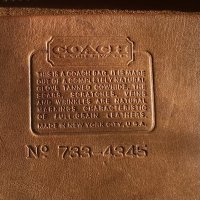 COACH
LEATHERWARE
THIS IS A COACH BAG. IT IS MADE
OUT OF A COMPLETELY NATURAL
GLOVE TANNED COWHIDE. THE
SCARS, SCRATCHES, VEINS
AND WRINKLES ARE NATURAL
MARKINGS CHARACTERISTIC
OF FULL-GRAIN LEATHERS.
MADE IN NEW YORK CITY, U.S.A.
Nº 733-4345